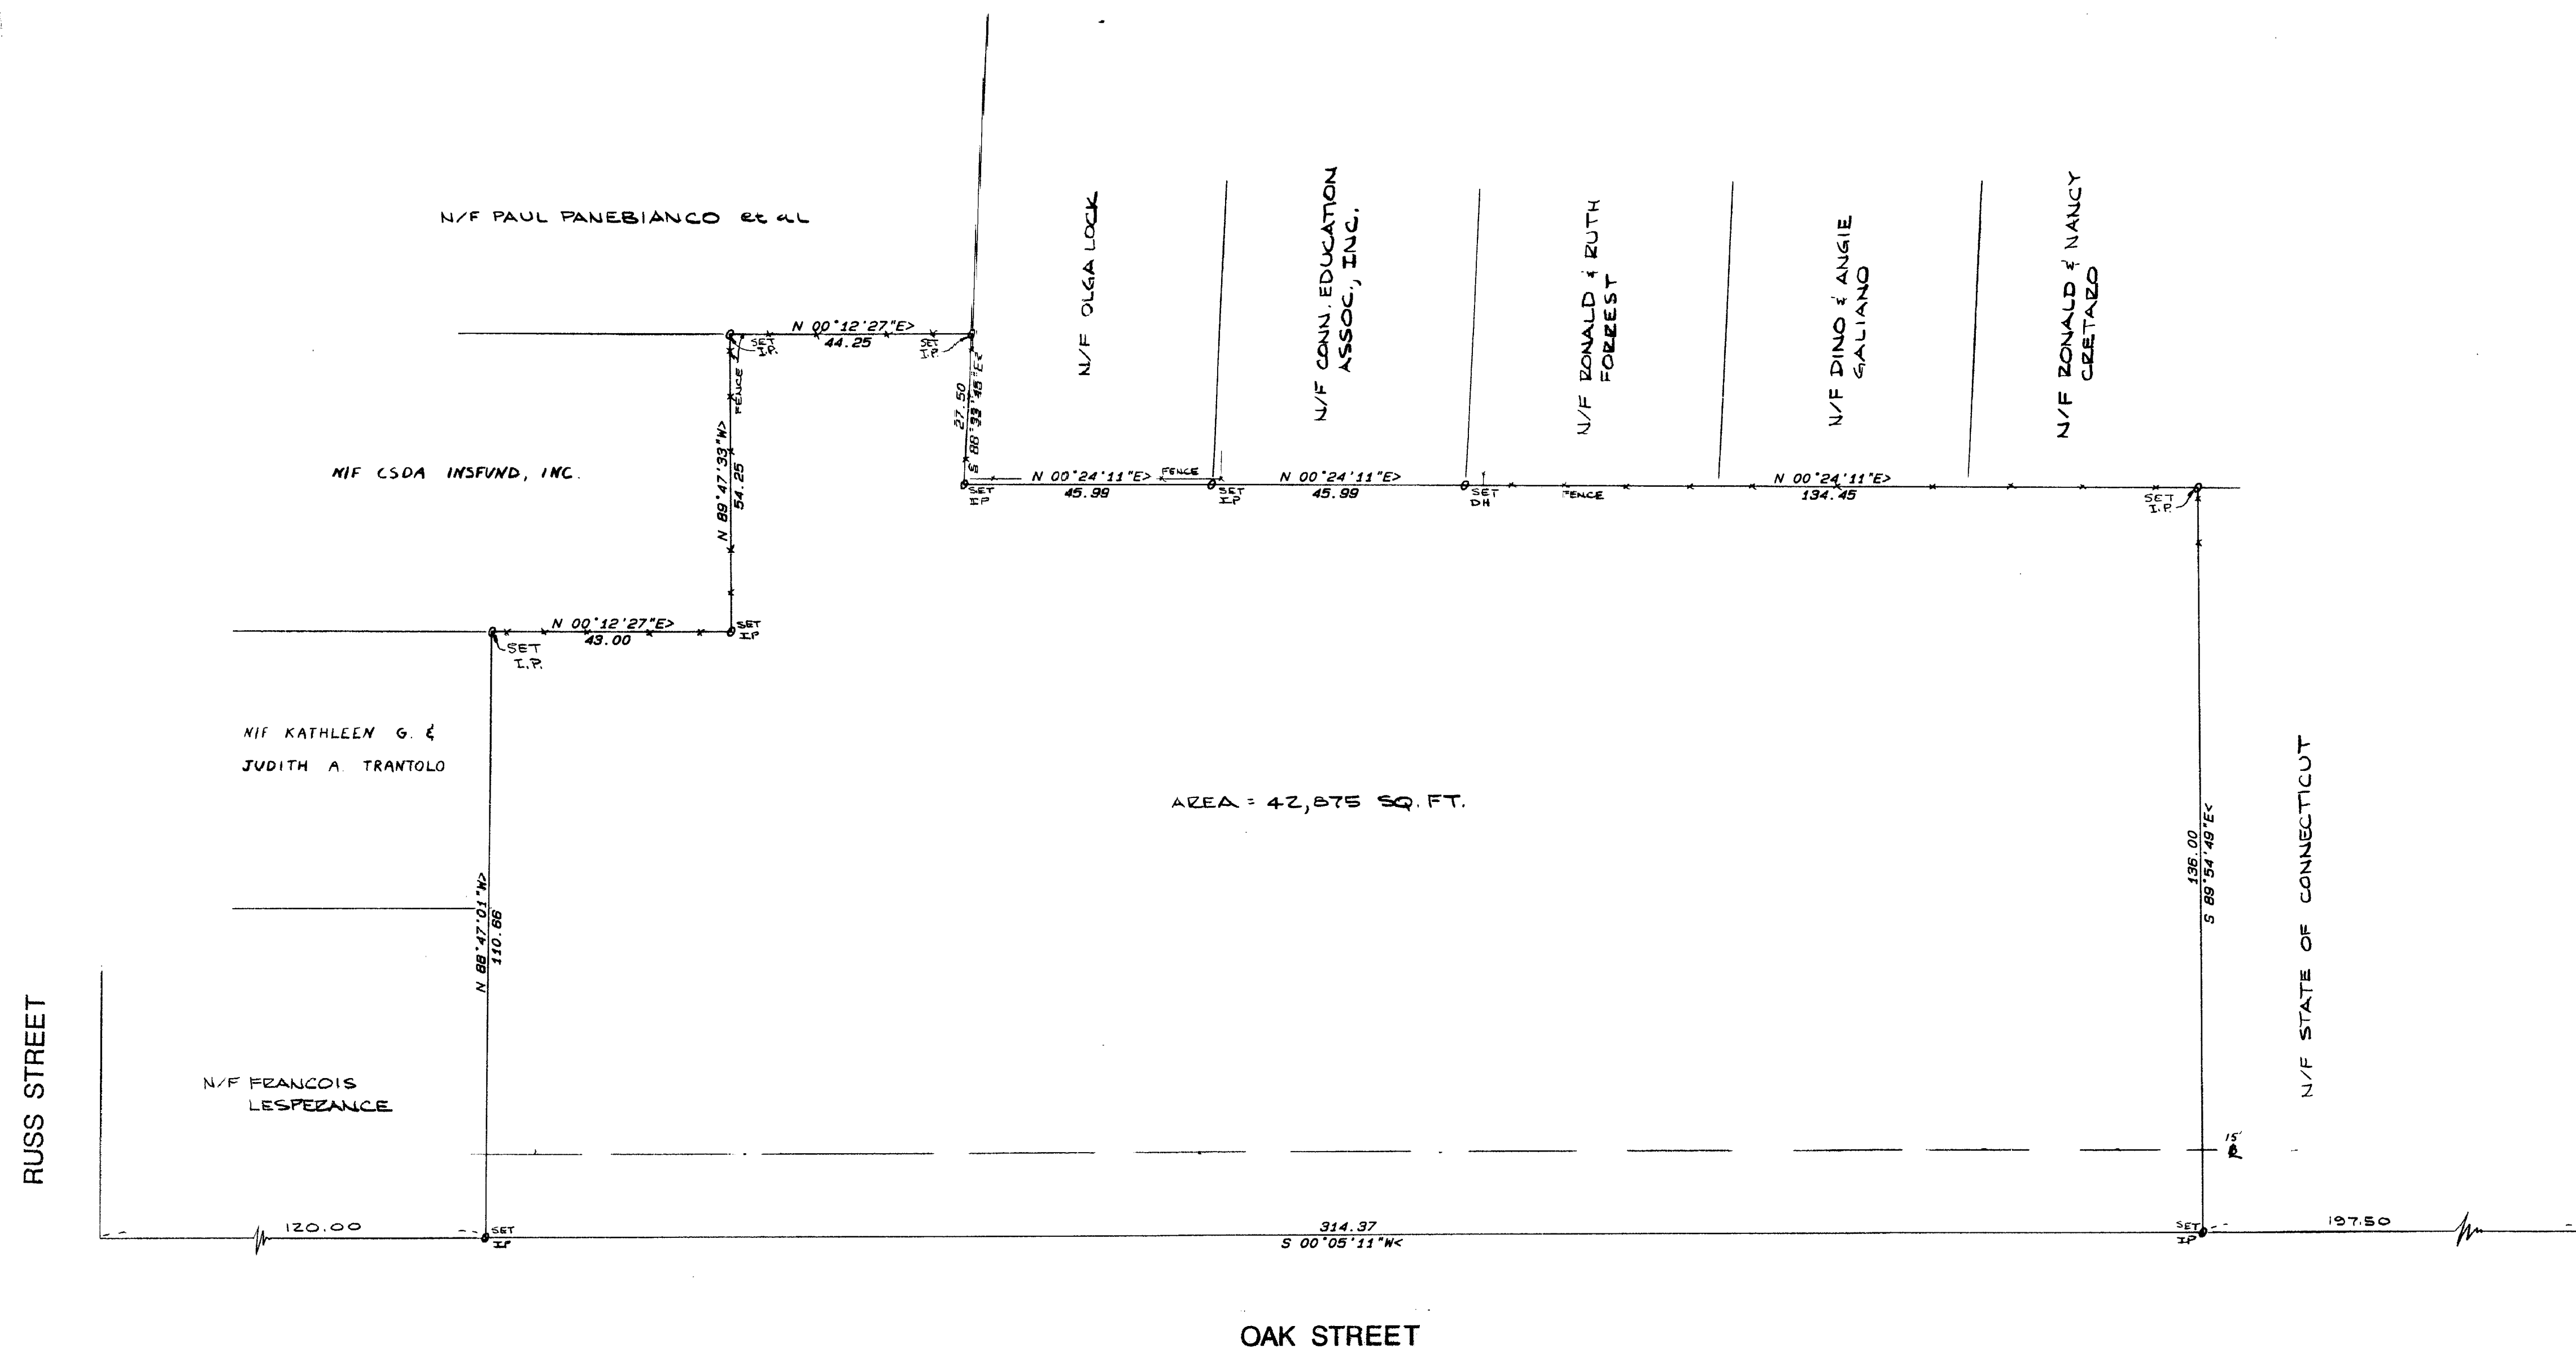 N/F PAUL PANEBIANCO et al
N/F OLGA LOCK
N/F CONN. EDUCATION
ASSOC., INC.
N/F RONALD & RUTH
FORREST
N/F DINO & ANGIE
GALIANO
N/F RONALD & NANCY
CRETARO
N 00°12'27"E>
44.25
SET
I.P.
SET
I.P.
FENCE
27.50
S 88°33'45"E<
N 89°47'33"W>
54.25
N/F CSDA INSFUND, INC.
N 00°24'11"E>
45.99
FENCE
SET
IP
SET
IP
N 00°24'11"E>
45.99
SET
DH
FENCE
N 00°24'11"E>
134.45
SET
I.P.
N 00°12'27"E>
43.00
SET
IP
SET
I.P.
N/F KATHLEEN G. &
JUDITH A. TRANTOLO
AREA = 42,875 SQ. FT.
136.00
S 89°54'49"E<
N/F STATE OF CONNECTICUT
N 88°47'01"W>
110.66
N/F FRANCOIS
LESPERANCE
RUSS STREET
15'
BL
120.00
SET
IP
314.37
S 00°05'11"W<
SET
IP
197.50
OAK STREET